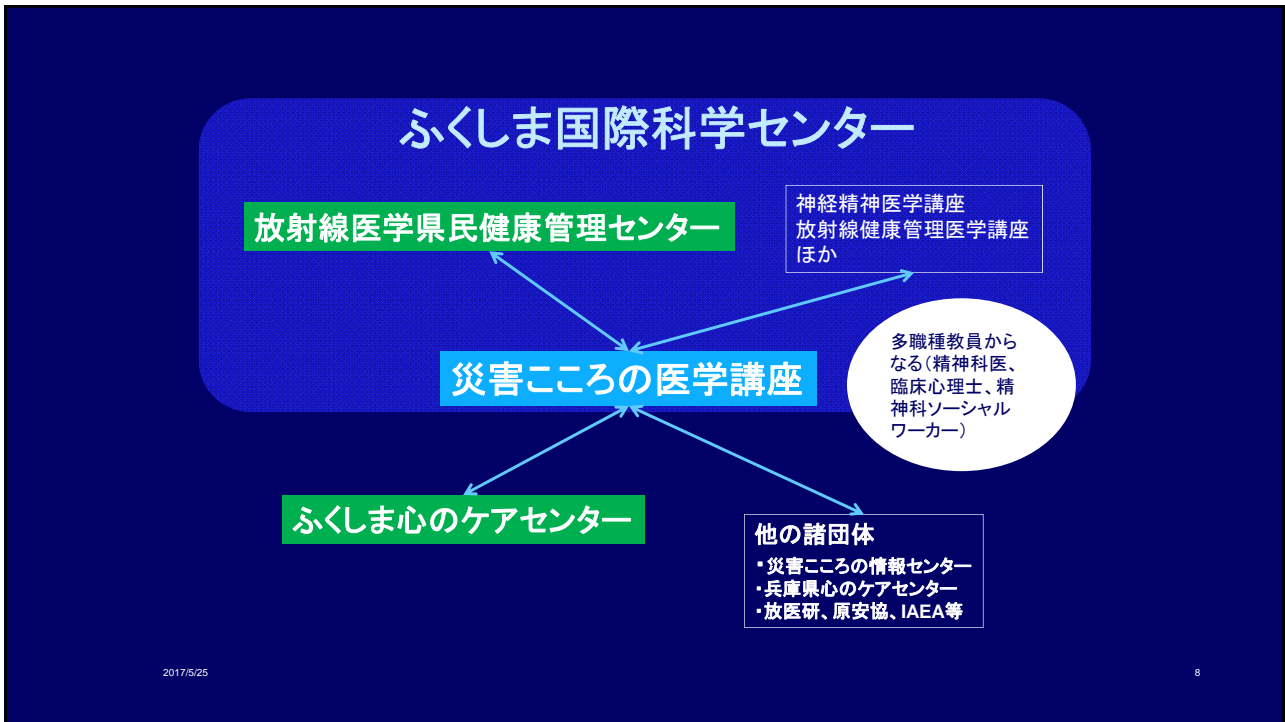 ふくしま国際科学センター
放射線医学県民健康管理センター
神経精神医学講座
放射線健康管理医学講座
ほか
災害こころの医学講座
多職種教員から
なる(精神科医、
臨床心理士、精
神科ソーシャル
ワーカー)
ふくしま心のケアセンター
他の諸団体
・災害こころの情報センター
・兵庫県心のケアセンター
・放医研、原安協、IAEA等
2017/5/25
8